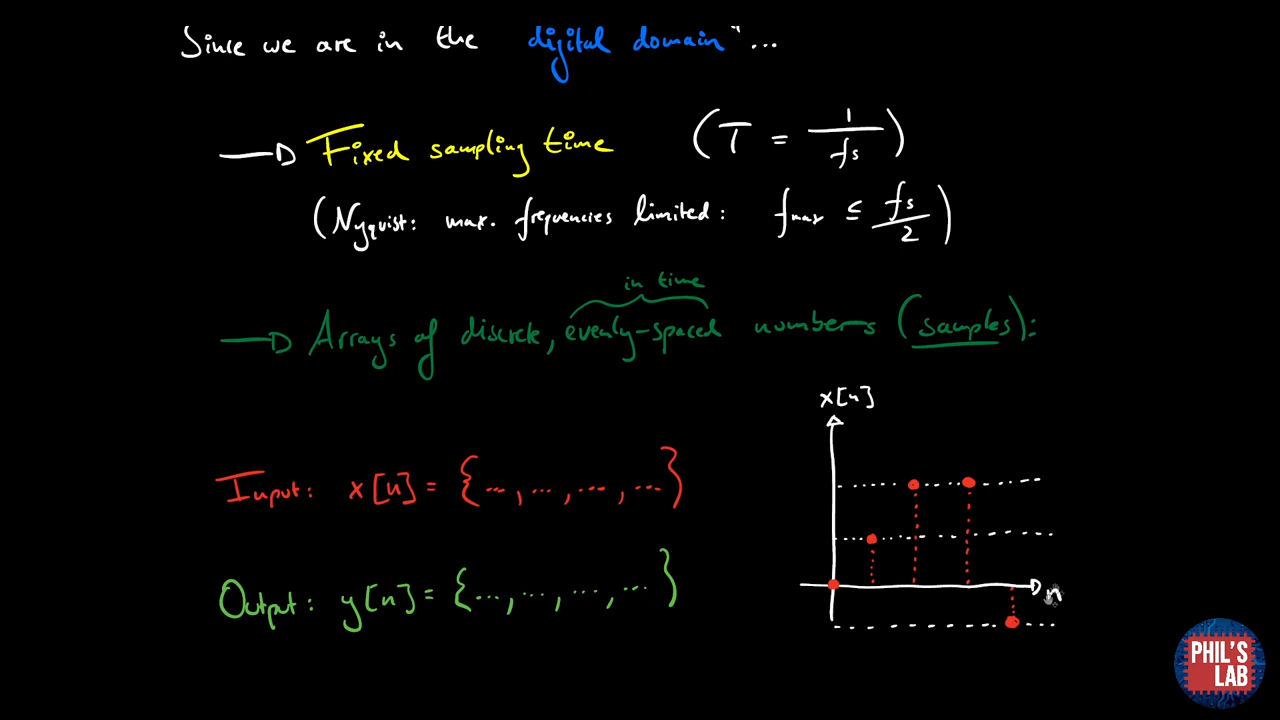 Since we are in the digital domain" ...
Fixed sampling time (T = 1/fs)
(Nyquist: max. frequencies limited: fmax ≤ fs/2)
in time
Arrays of discrete, evenly-spaced numbers (samples):
x[n]
Input: x[n] = {..., ..., ..., ...}
Output: y[n] = {..., ..., ..., ...}
n
PHIL'S
LAB